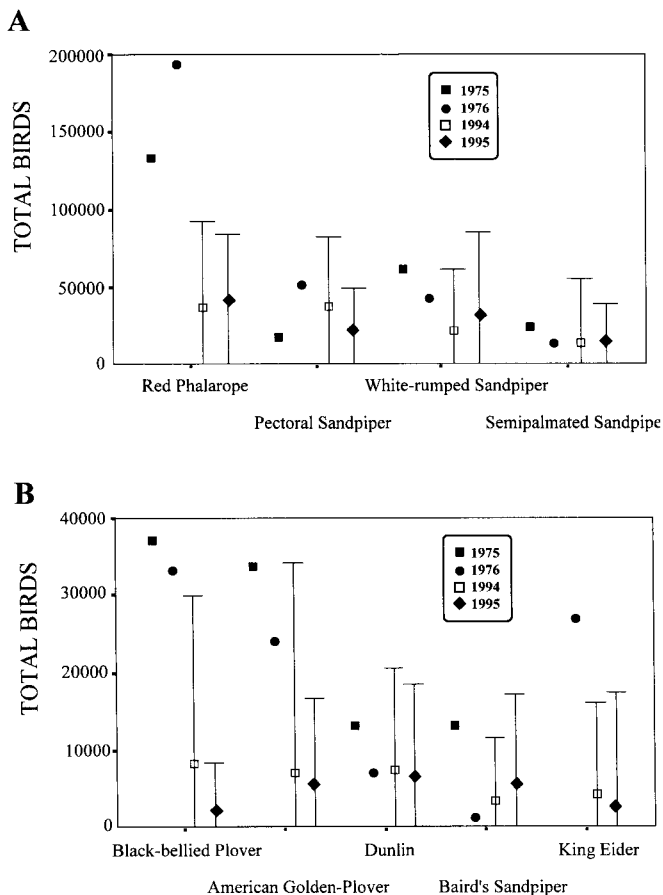 A
TOTAL BIRDS
200000
150000
100000
50000
0
1975
1976
1994
1995
Red Phalarope
White-rumped Sandpiper
Pectoral Sandpiper
Semipalmated Sandpipe
B
TOTAL BIRDS
40000
30000
20000
10000
0
1975
1976
1994
1995
Black-bellied Plover
Dunlin
King Eider
American Golden-Plover
Baird's Sandpiper